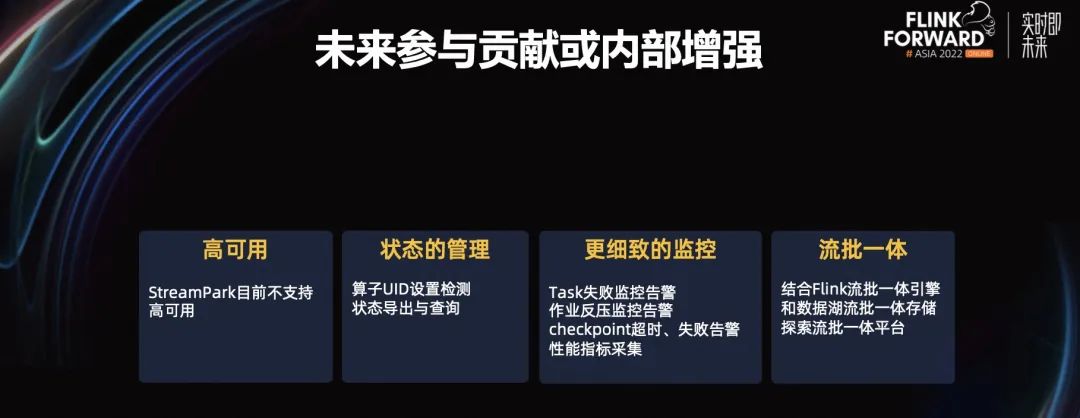 未来参与贡献或内部增强
FLINK
FORWARD
# ASIA 2022 ONLINE
实时即
未来
高可用
StreamPark目前不支持
高可用
状态的管理
算子UID设置检测
状态导出与查询
更细致的监控
Task失败监控告警
作业反压监控告警
checkpoint超时、失败告警
性能指标采集
流批一体
结合Flink流批一体引擎
和数据湖流批一体存储
探索流批一体平台